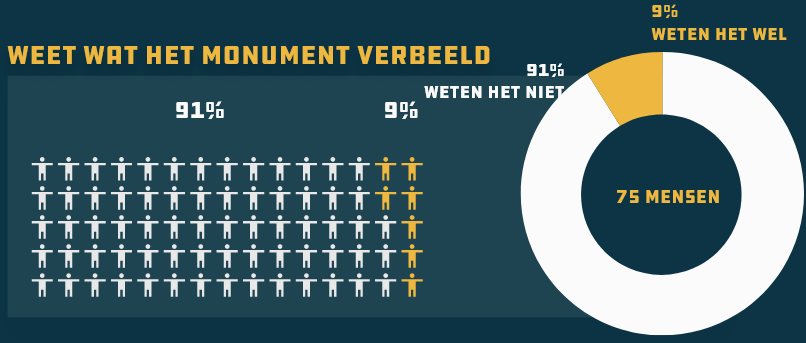 9%
WETEN HET WEL
WEET WAT HET MONUMENT VERBEELD
91%
WETEN HET NIET
91%
9%
75 MENSEN